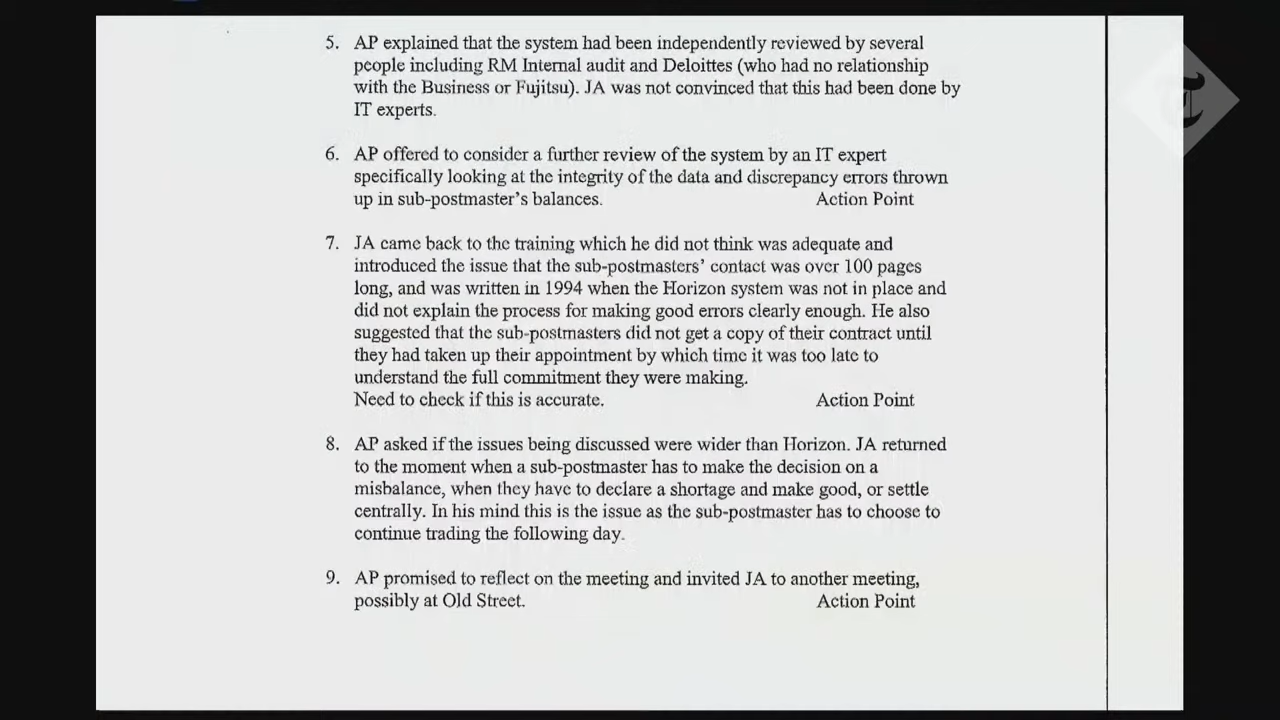 5. AP explained that the system had been independently reviewed by several
people including RM Internal audit and Deloittes (who had no relationship
with the Business or Fujitsu). JA was not convinced that this had been done by
IT experts.
6. AP offered to consider a further review of the system by an IT expert
specifically looking at the integrity of the data and discrepancy errors thrown
up in sub-postmaster's balances. Action Point
7. JA came back to the training which he did not think was adequate and
introduced the issue that the sub-postmasters' contact was over 100 pages
long, and was written in 1994 when the Horizon system was not in place and
did not explain the process for making good errors clearly enough. He also
suggested that the sub-postmasters did not get a copy of their contract until
they had taken up their appointment by which time it was too late to
understand the full commitment they were making.
Need to check if this is accurate. Action Point
8. AP asked if the issues being discussed were wider than Horizon. JA returned
to the moment when a sub-postmaster has to make the decision on a
misbalance, when they have to declare a shortage and make good, or settle
centrally. In his mind this is the issue as the sub-postmaster has to choose to
continue trading the following day.
9. AP promised to reflect on the meeting and invited JA to another meeting,
possibly at Old Street. Action Point